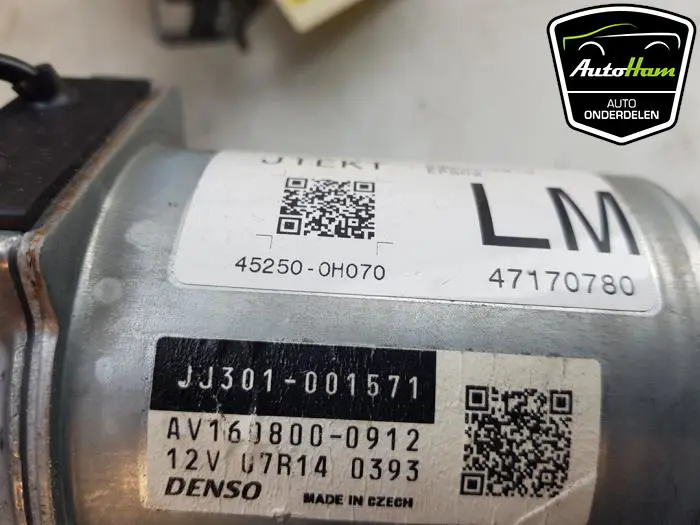 AutoHam
AUTO
ONDERDELEN
JTEKT
LM
45250-0H070
47170780
JJ301-001571
AV160800-0912
12V 07R14 0393
DENSO MADE IN CZECH